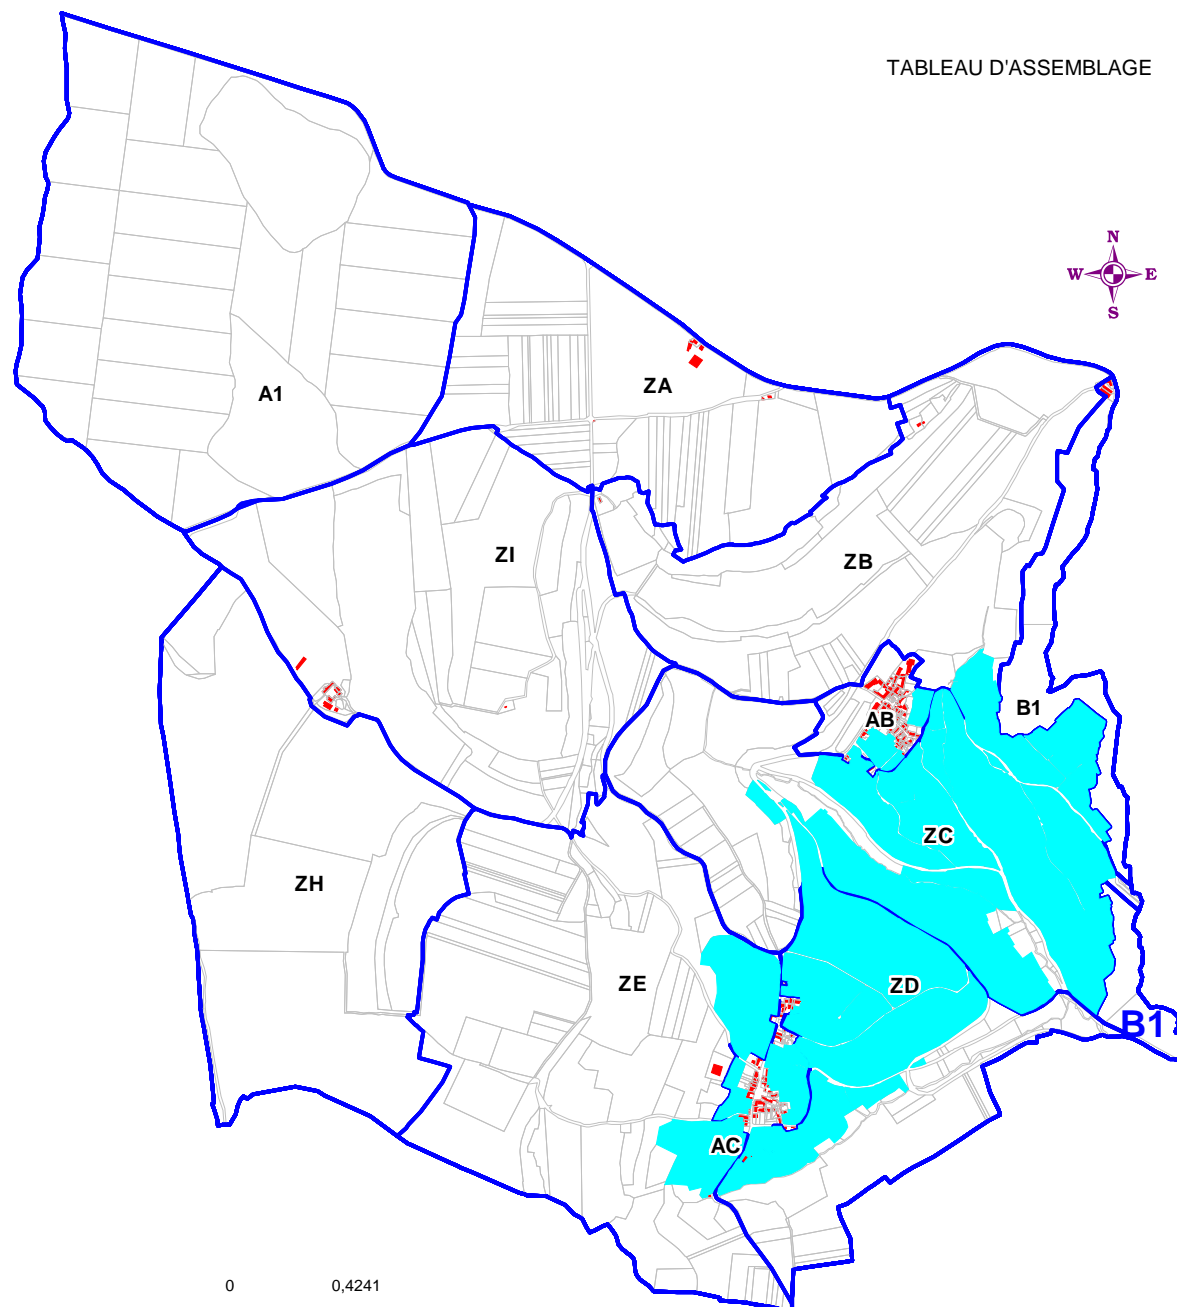 TABLEAU D'ASSEMBLAGE
N
W E
S
A1
ZA
ZI
ZB
AB
B1
ZC
ZH
ZE
ZD
B1
AC
0 0,4241